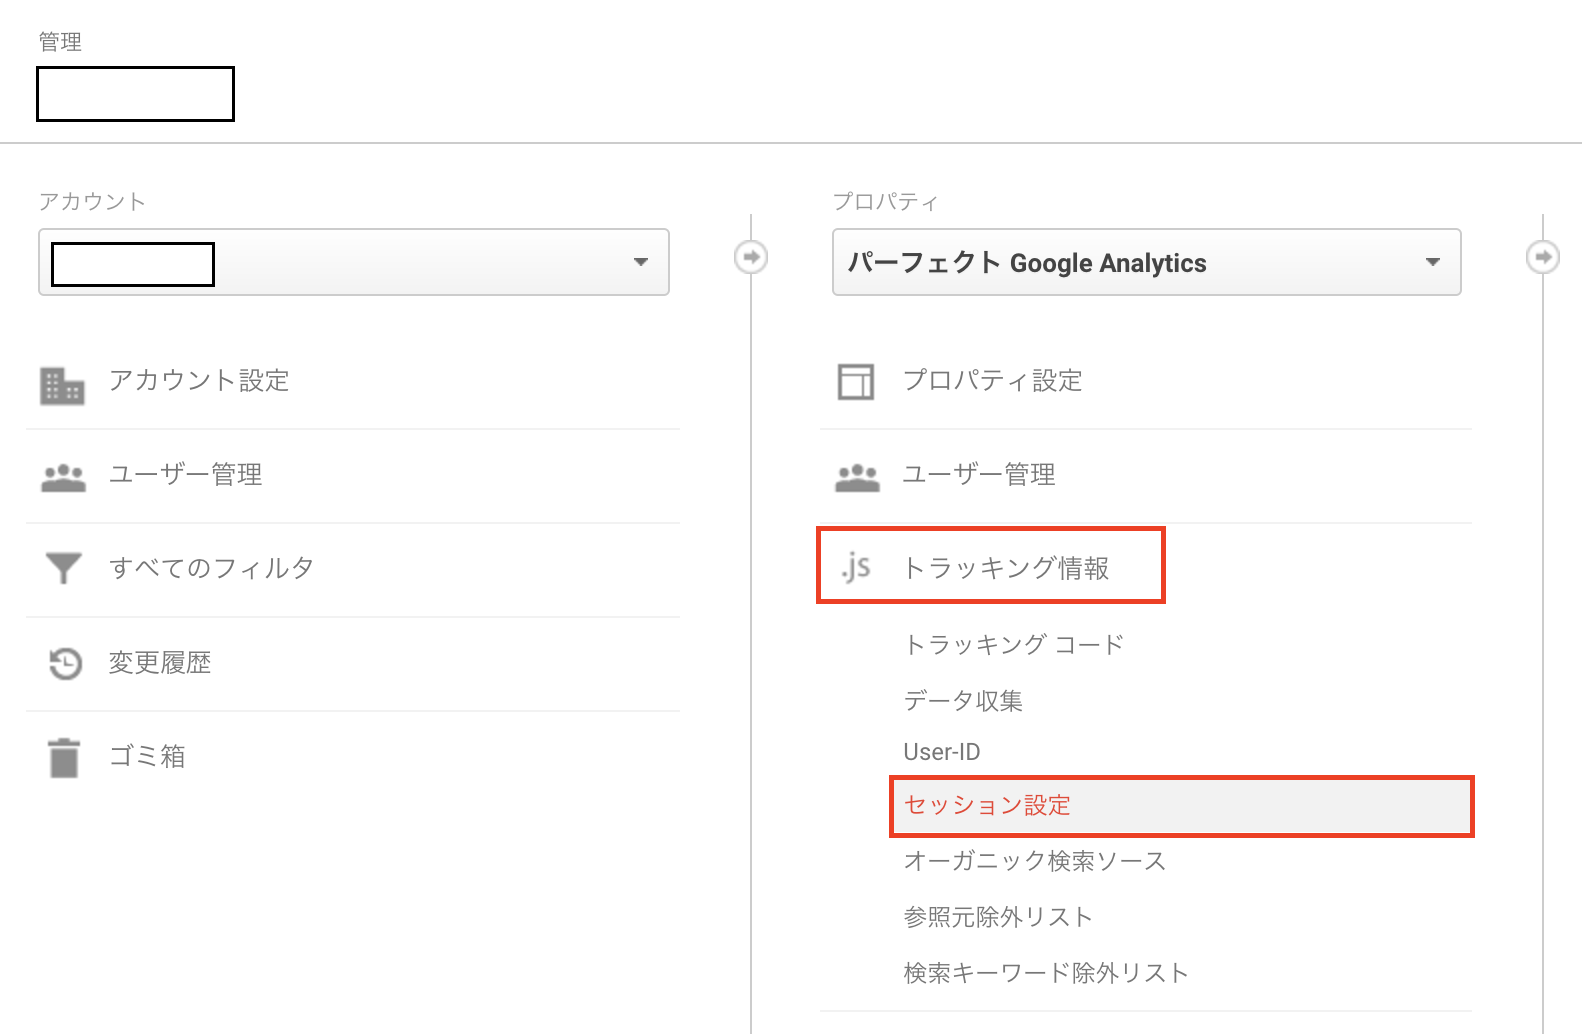 管理
アカウント
アカウント設定
ユーザー管理
すべてのフィルタ
変更履歴
ゴミ箱
プロパティ
パーフェクト Google Analytics
プロパティ設定
ユーザー管理
.js トラッキング情報
トラッキング コード
データ収集
User-ID
セッション設定
オーガニック検索ソース
参照元除外リスト
検索キーワード除外リスト